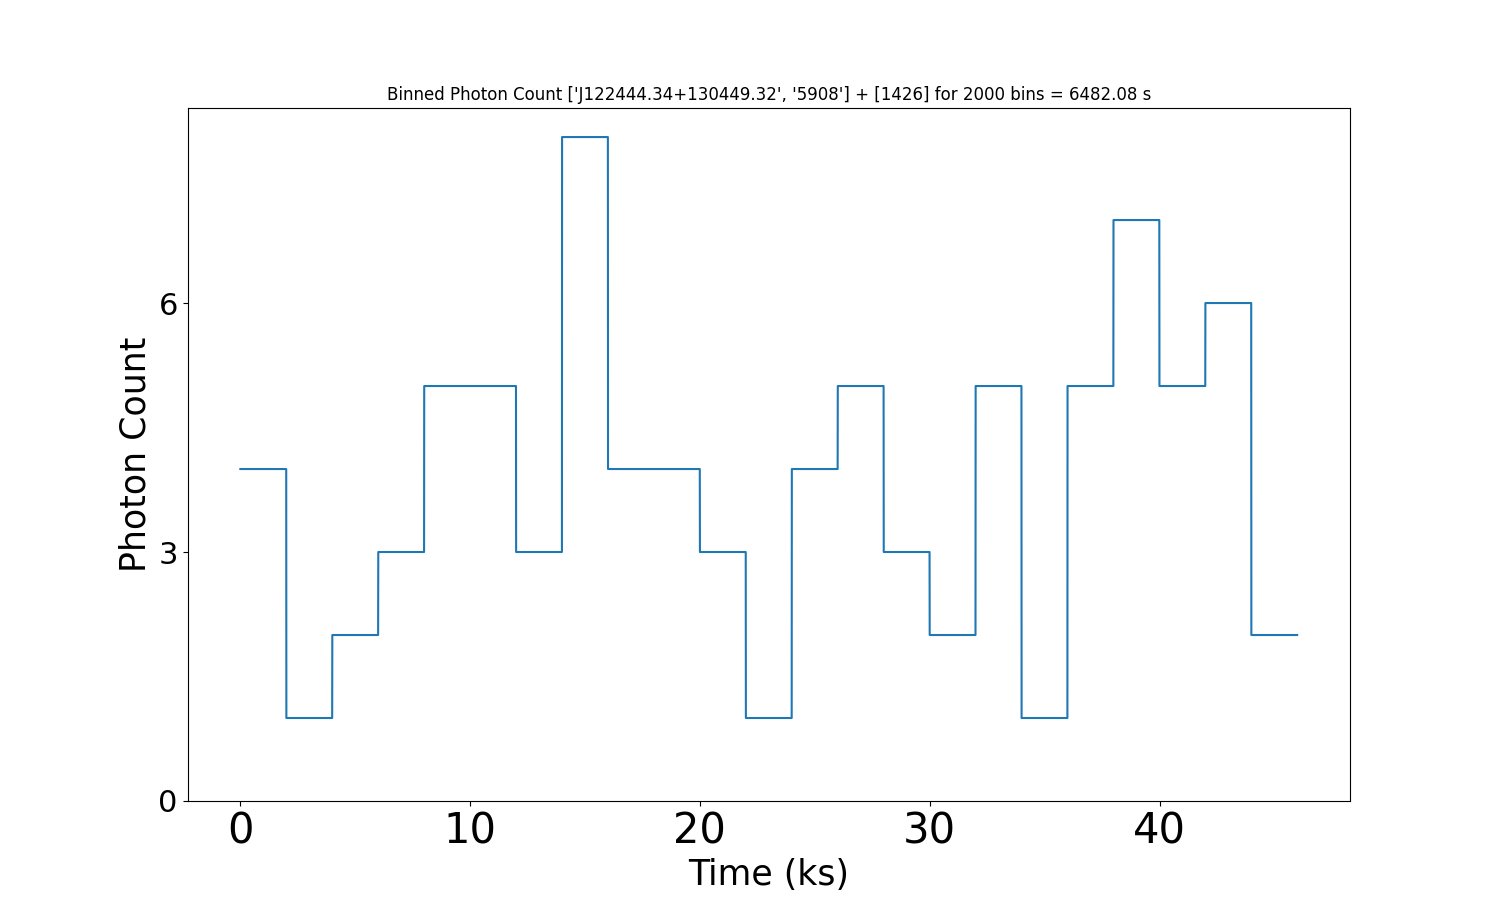 Binned Photon Count ['J122444.34+130449.32', '5908'] + [1426] for 2000 bins = 6482.08 s
6
3
0
Photon Count
0 10 20 30 40
Time (ks)